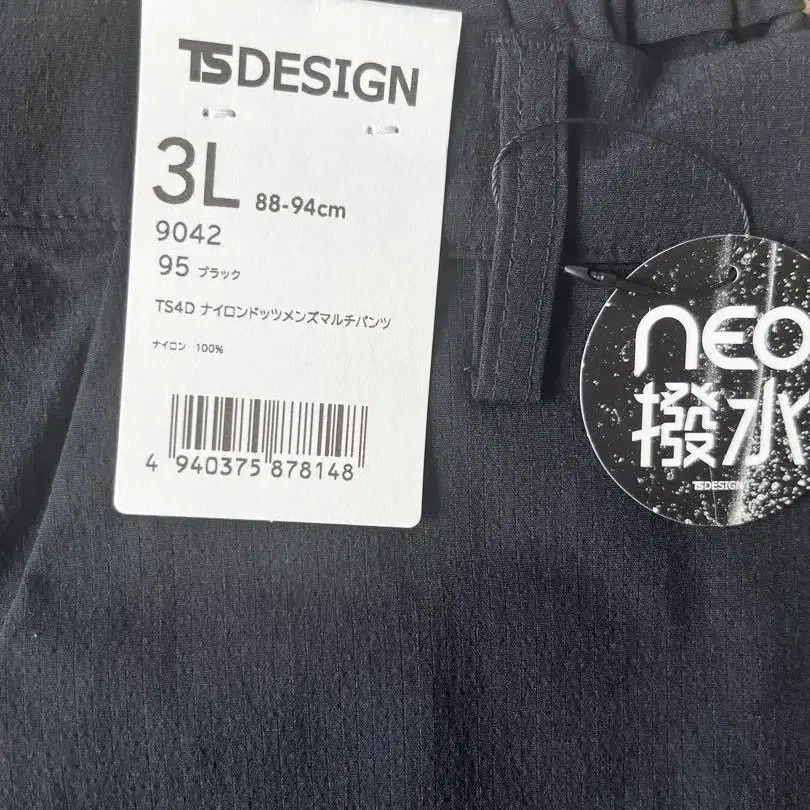 TSDESIGN
3L 88-94cm
9042
95 ブラック
TS4D ナイロンドッツメンズマルチパンツ
ナイロン 100%
4 940375 878148
NEO
撥水
TSDESIGN